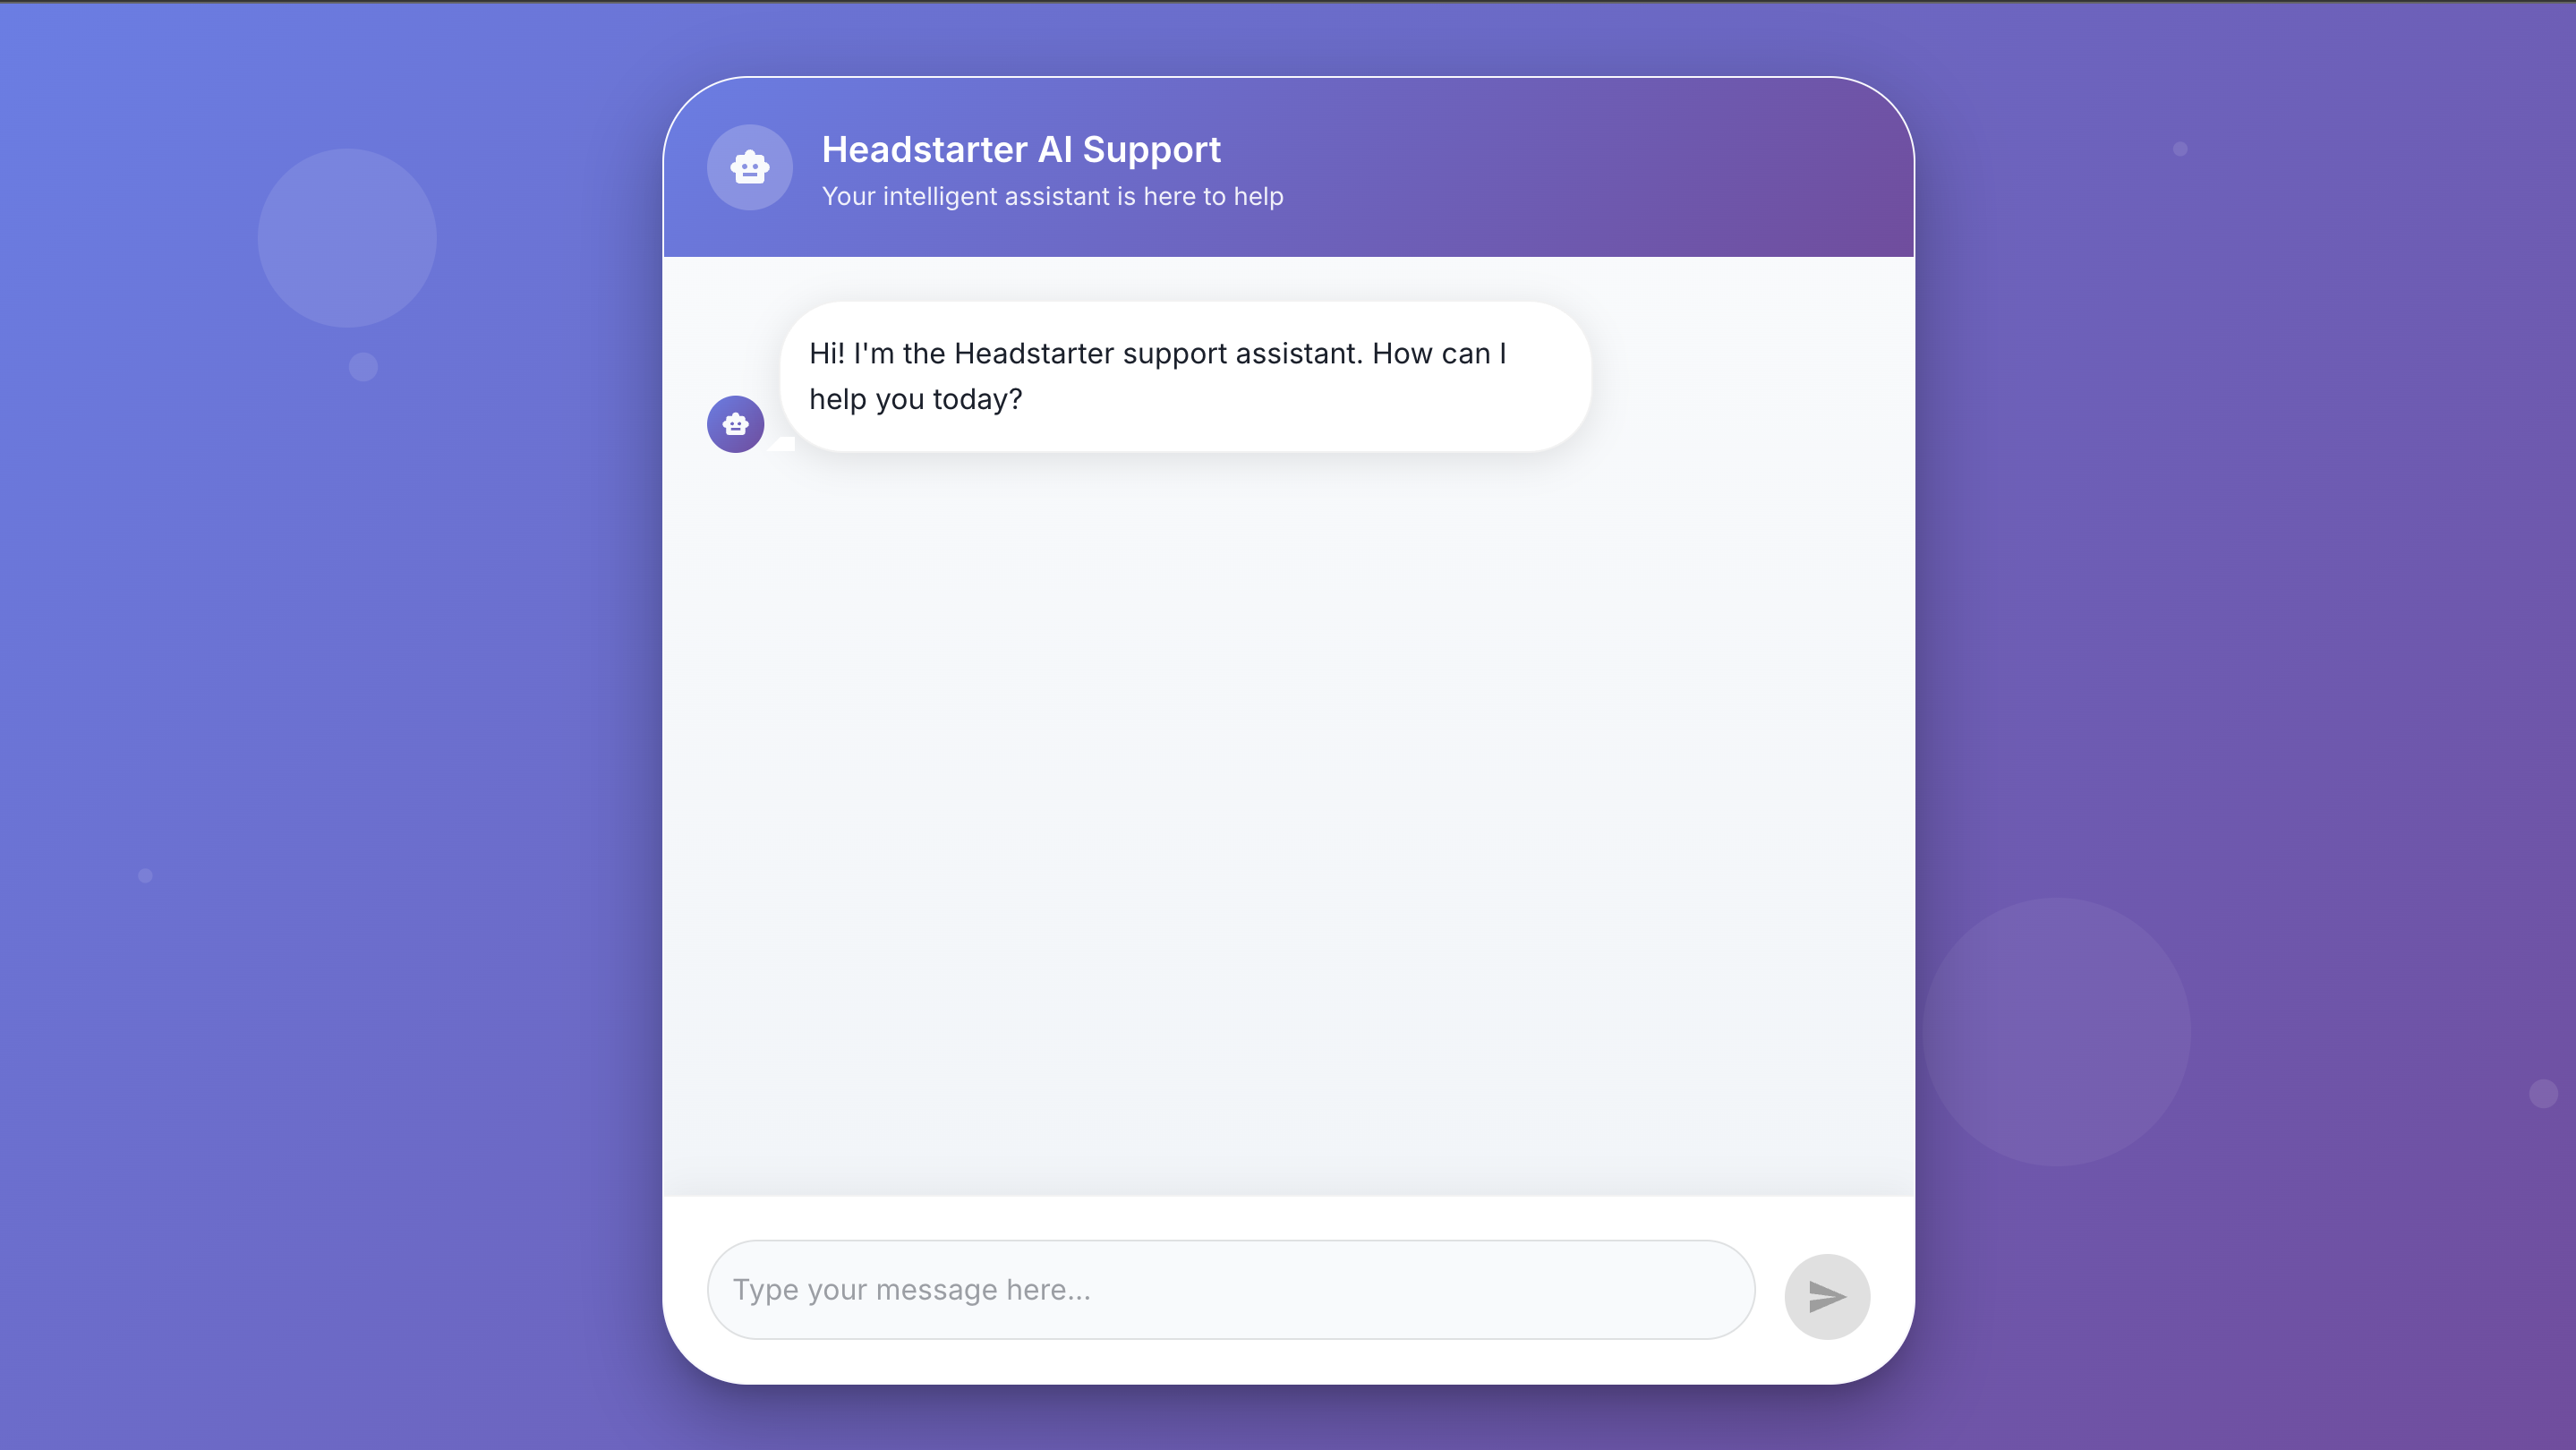 Headstarter AI Support
Your intelligent assistant is here to help
Hi! I'm the Headstarter support assistant. How can I
help you today?
Type your message here...